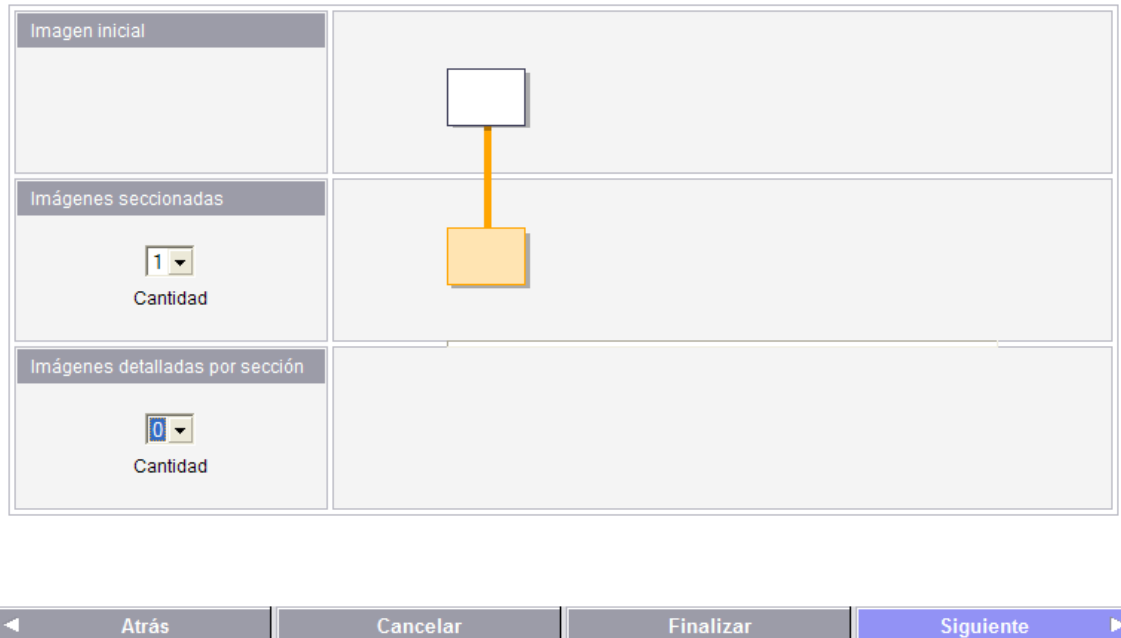 Imagen inicial
Imágenes seccionadas
1
Cantidad
Imágenes detalladas por sección
0
Cantidad
Atrás
Cancelar
Finalizar
Siguiente